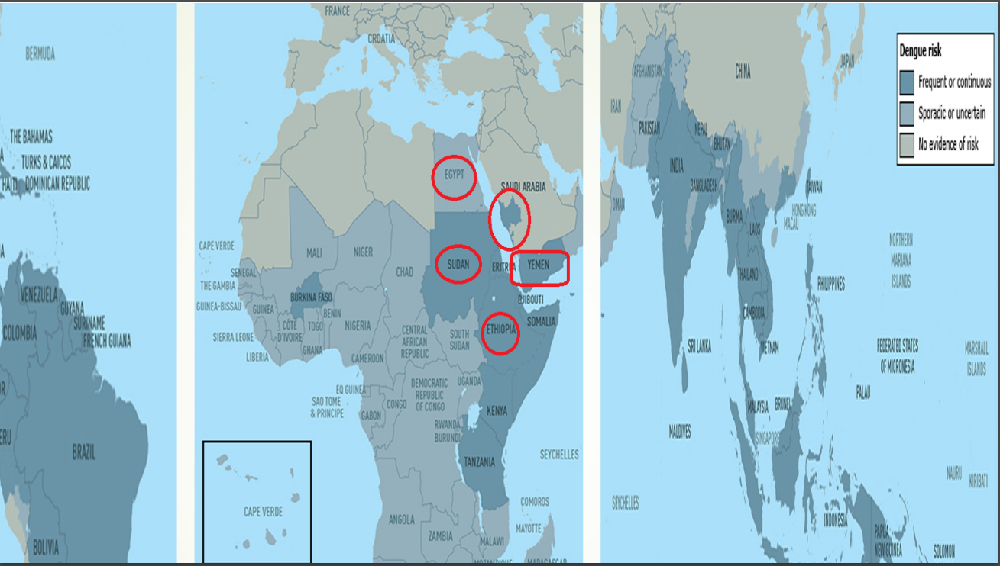 BERMUDA
THE BAHAMAS
TURKS & CAICOS
HAITI
DOMINICAN REPUBLIC
VENEZUELA
GUYANA
SURINAME
FRENCH GUIANA
COLOMBIA
BRAZIL
BOLIVIA
FRANCE
CROATIA
EGYPT
SAUDI ARABIA
CAPE VERDE
MALI
NIGER
CHAD
SUDAN
ERITREA
YEMEN
SENEGAL
THE GAMBIA
GUINEA-BISSAU
GUINEA
BURKINA FASO
BENIN
DJIBOUTI
SOMALIA
SIERRA LEONE
CÔTE
D'IVOIRE
TOGO
NIGERIA
GHANA
LIBERIA
CENTRAL
AFRICAN
REPUBLIC
SOUTH
SUDAN
ETHIOPIA
CAMEROON
EQ GUINEA
SAO TOME
& PRINCIPE
GABON
CONGO
DEMOCRATIC
REPUBLIC
OF CONGO
UGANDA
KENYA
RWANDA
BURUNDI
TANZANIA
SEYCHELLES
CAPE VERDE
ANGOLA
ZAMBIA
MALAWI
COMOROS
MAYOTTE
MOZAMBIQUE
MADAGASCAR
AFGHANISTAN
CHINA
JAPAN
IRAN
PAKISTAN
NEPAL
BHUTAN
INDIA
BANGLADESH
TAIWAN
OMAN
BURMA
LAOS
HONG KONG
MACAU
NORTHERN
MARIANA
ISLANDS
THAILAND
PHILIPPINES
CAMBODIA
SRI LANKA
VIETNAM
FEDERATED STATES
OF MICRONESIA
MARSHALL
ISLANDS
PALAU
MALDIVES
MALAYSIA
BRUNEI
SINGAPORE
NAURU
KIRIBATI
SEYCHELLES
INDONESIA
PAPUA
NEW GUINEA
SOLOMON
Dengue risk
Frequent or continuous
Sporadic or uncertain
No evidence of risk